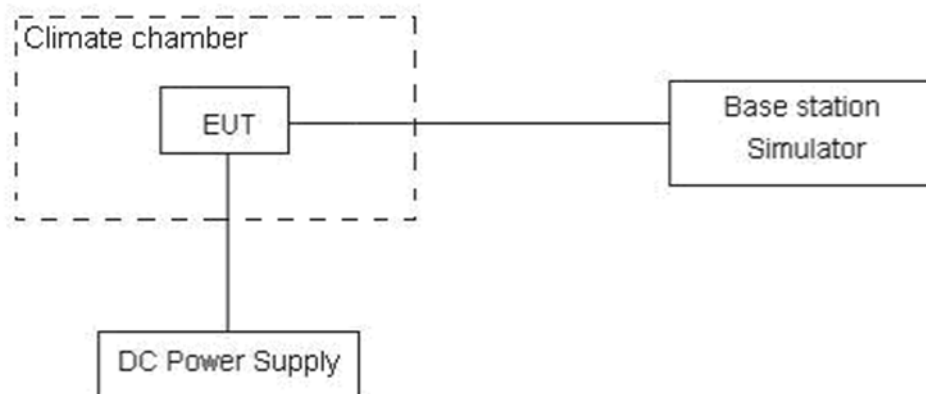 Climate chamber
EUT
Base station
Simulator
DC Power Supply